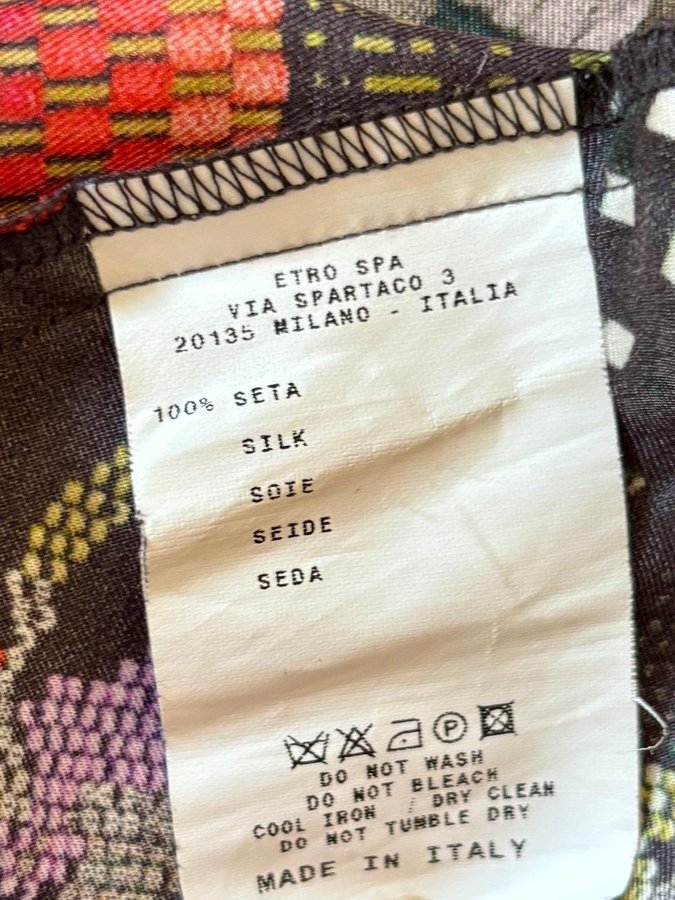 ETRO SPA
VIA SPARTACO 3
20135 MILANO - ITALIA
100% SETA
SILK
SOIE
SEIDE
SEDA
P
DO NOT WASH
DO NOT BLEACH
COOL IRON / DRY CLEAN
DO NOT TUMBLE DRY
MADE IN ITALY